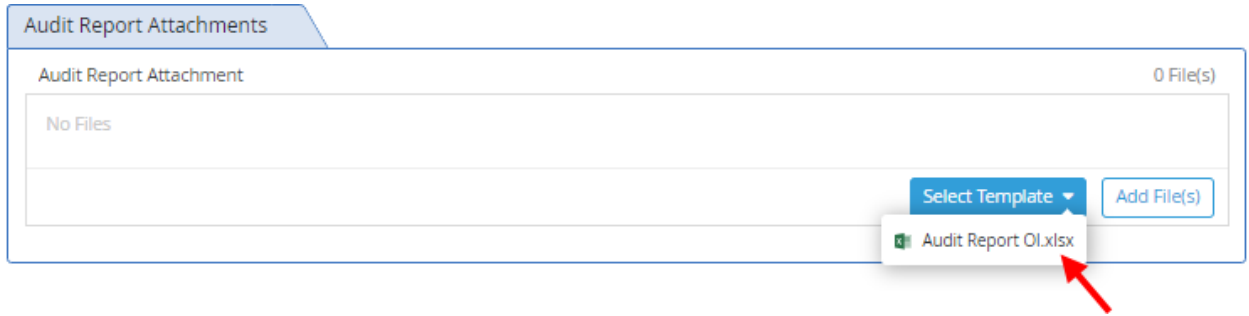 Audit Report Attachments
Audit Report Attachment 0 File(s)
No Files
Select Template Add File(s)
Audit Report OI.xlsx